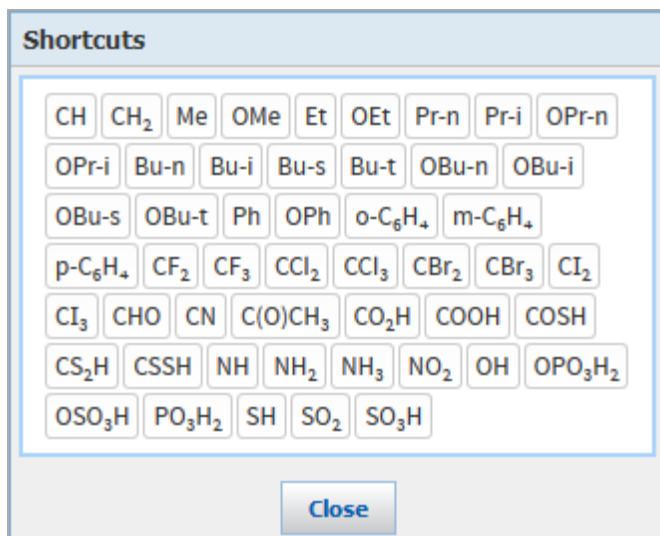 Shortcuts
CH CH₂ Me OMe Et OEt Pr-n Pr-i OPr-n
OPr-i Bu-n Bu-i Bu-s Bu-t OBu-n OBu-i
OBu-s OBu-t Ph OPh o-C₆H₄ m-C₆H₄
p-C₆H₄ CF₂ CF₃ CCl₂ CCl₃ CBr₂ CBr₃ CI₂
CI₃ CHO CN C(O)CH₃ CO₂H COOH COSH
CS₂H CSSH NH NH₂ NH₃ NO₂ OH OPO₃H₂
OSO₃H PO₃H₂ SH SO₂ SO₃H
Close